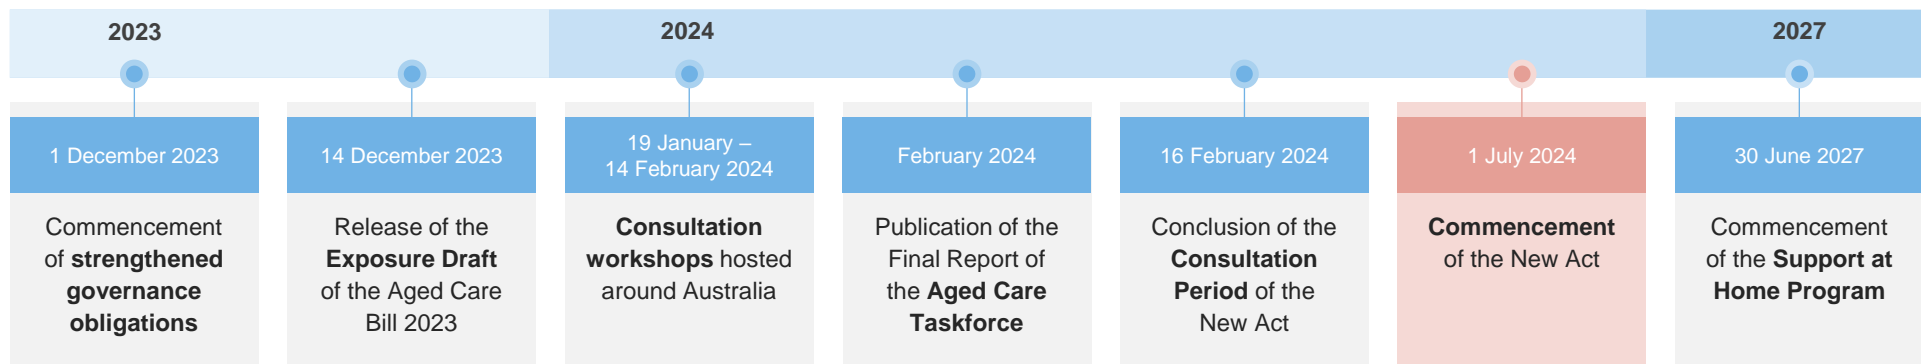 2023
2024
2027
1 December 2023
Commencement
of strengthened
governance
obligations
14 December 2023
Release of the
Exposure Draft
of the Aged Care
Bill 2023
19 January –
14 February 2024
Consultation
workshops hosted
around Australia
February 2024
Publication of the
Final Report of
the Aged Care
Taskforce
16 February 2024
Conclusion of the
Consultation
Period of the
New Act
1 July 2024
Commencement
of the New Act
30 June 2027
Commencement
of the Support at
Home Program